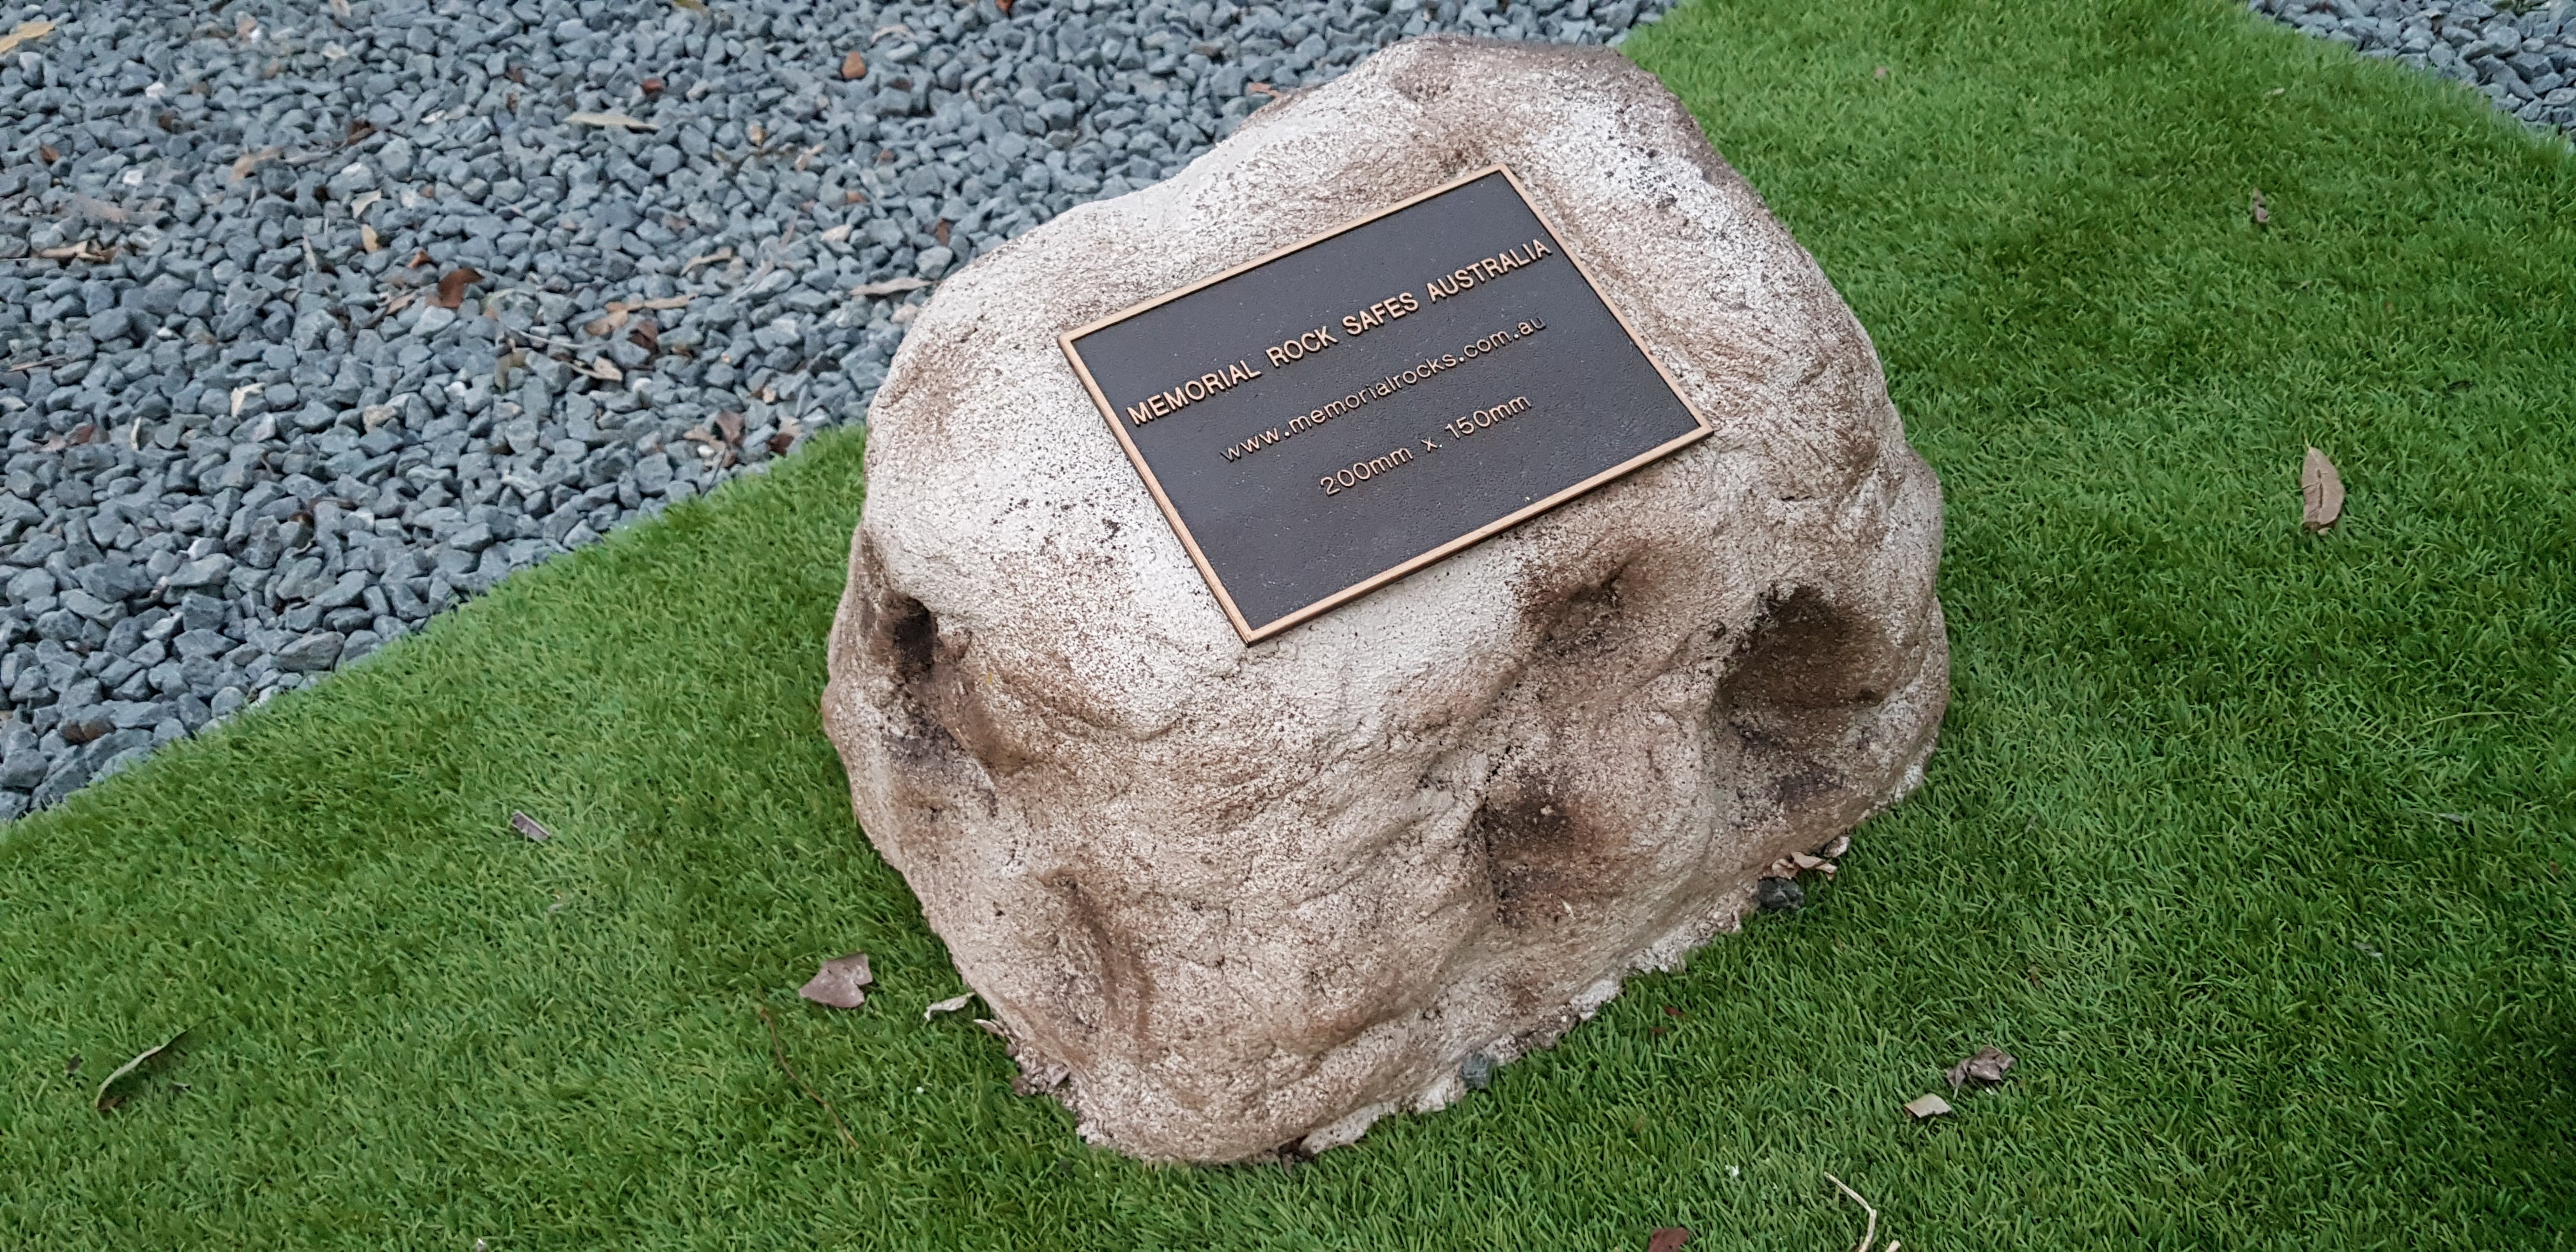 MEMORIAL ROCK SAFES AUSTRALIA
www.memorialrocks.com.au
200mm x 150mm